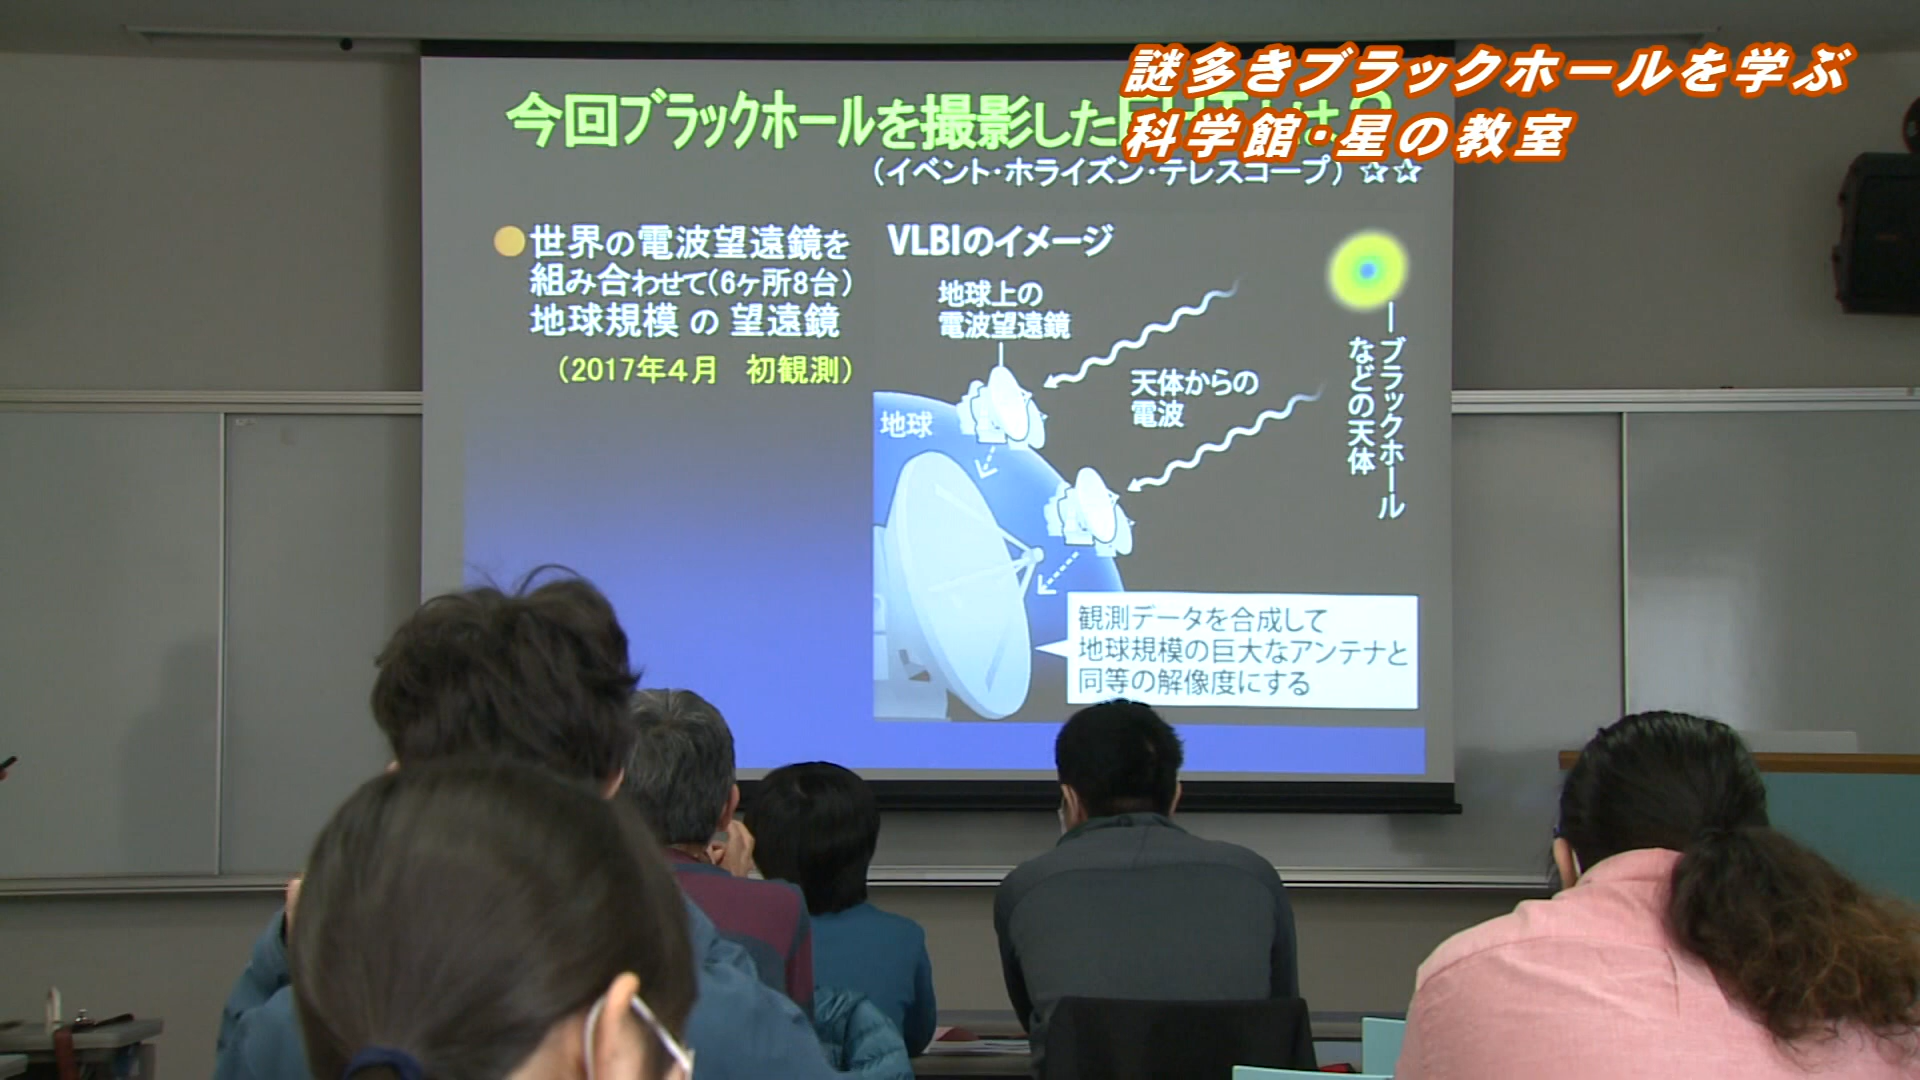 謎多きブラックホールを学ぶ
科学館・星の教室
今回ブラックホールを撮影した
(イベント・ホライズン・テレスコープ) ☆☆
世界の電波望遠鏡を
組み合わせて(6ヶ所8台)
地球規模の望遠鏡
(2017年4月 初観測)
VLBIのイメージ
地球上の
電波望遠鏡
天体からの
電波
地球
ブラックホール
などの天体
観測データを合成して
地球規模の巨大なアンテナと
同等の解像度にする